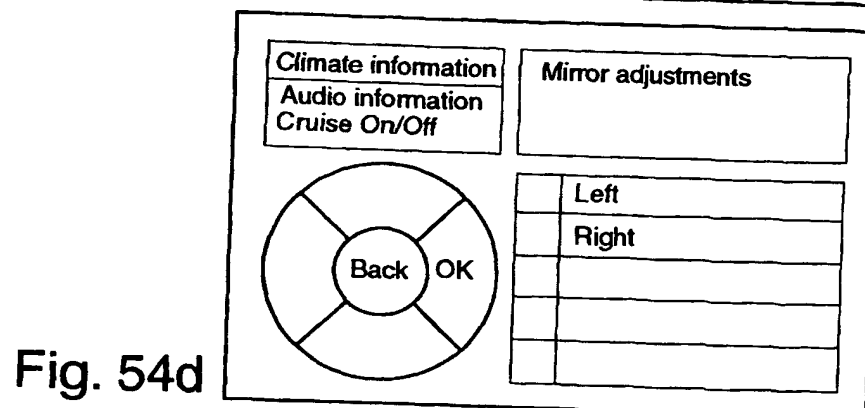 Climate information
Audio information
Cruise On/Off
Mirror adjustments
Left
Right
Back
OK
Fig. 54d